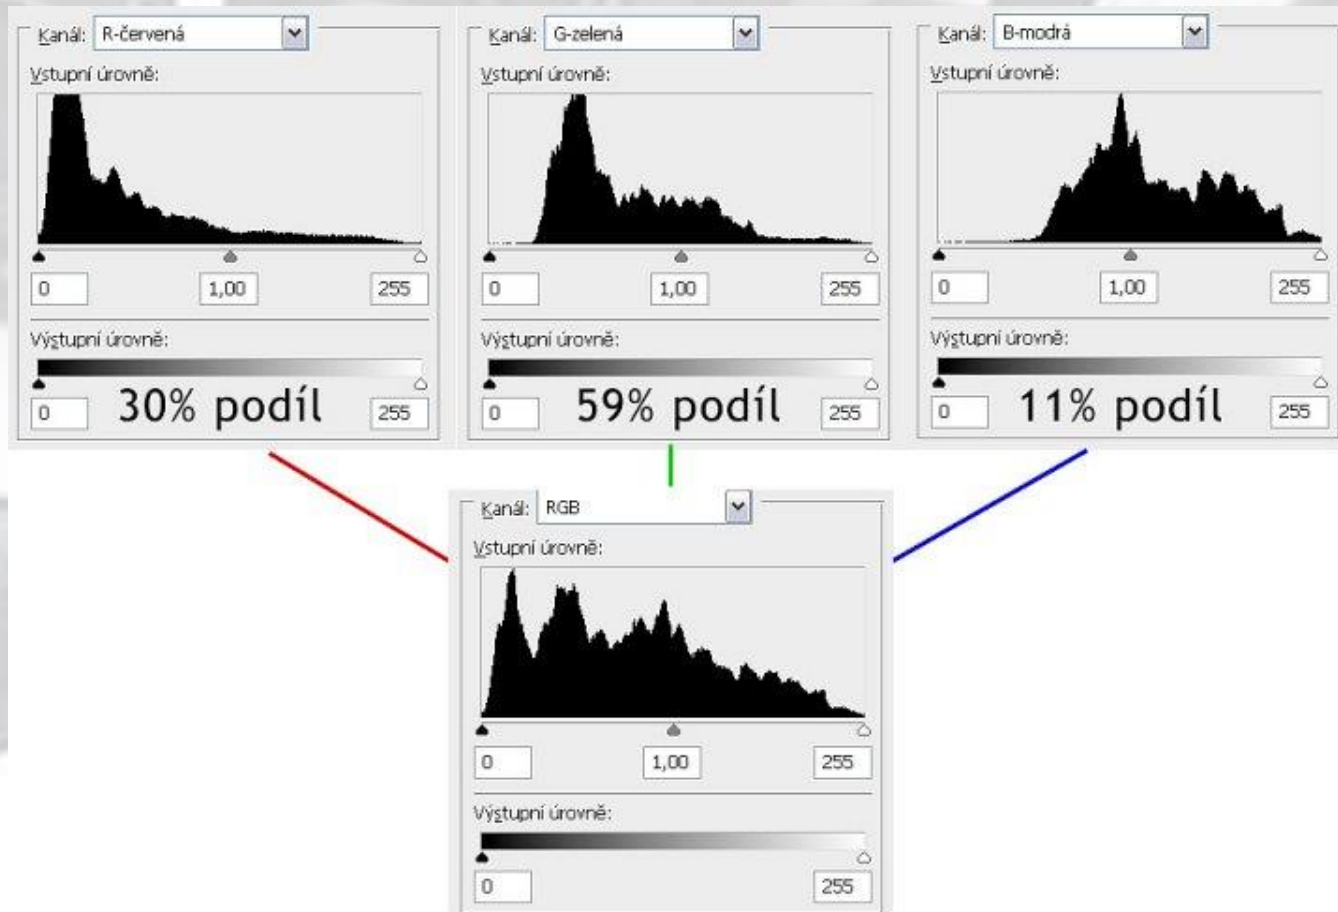 Kanál: R-červená
Vstupní úrovně:
0 1,00 255
Výstupní úrovně:
30% podíl
0 255
Kanál: G-zelená
Vstupní úrovně:
0 1,00 255
Výstupní úrovně:
59% podíl
0 255
Kanál: B-modrá
Vstupní úrovně:
0 1,00 255
Výstupní úrovně:
11% podíl
0 255
Kanál: RGB
Vstupní úrovně:
0 1,00 255
Výstupní úrovně:
0 255